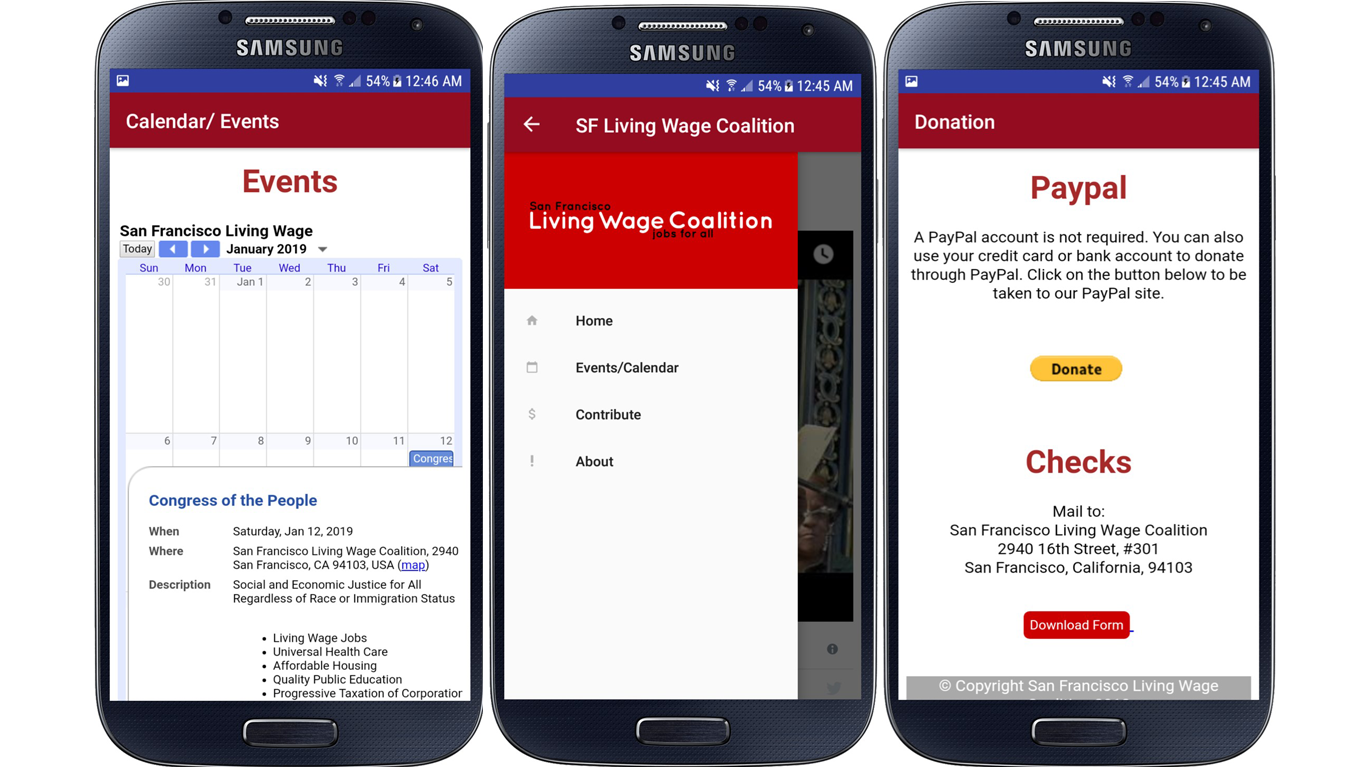 SAMSUNG
54% 12:46 AM
Calendar/ Events
Events
San Francisco Living Wage
Today January 2019
Sun Mon Tue Wed Thu Fri Sat
30 31 Jan 1 2 3 4 5
6 7 8 9 10 11 12
Congres
Congress of the People
When Saturday, Jan 12, 2019
Where San Francisco Living Wage Coalition, 2940
San Francisco, CA 94103, USA (map)
Description Social and Economic Justice for All
Regardless of Race or Immigration Status
• Living Wage Jobs
• Universal Health Care
• Affordable Housing
• Quality Public Education
• Progressive Taxation of Corporation
SAMSUNG
54% 12:45 AM
SF Living Wage Coalition
San Francisco
Living Wage Coalition
jobs for all
Home
Events/Calendar
Contribute
About
SAMSUNG
54% 12:45 AM
Donation
Paypal
A PayPal account is not required. You can also
use your credit card or bank account to donate
through PayPal. Click on the button below to be
taken to our PayPal site.
Donate
Checks
Mail to:
San Francisco Living Wage Coalition
2940 16th Street, #301
San Francisco, California, 94103
Download Form
© Copyright San Francisco Living Wage